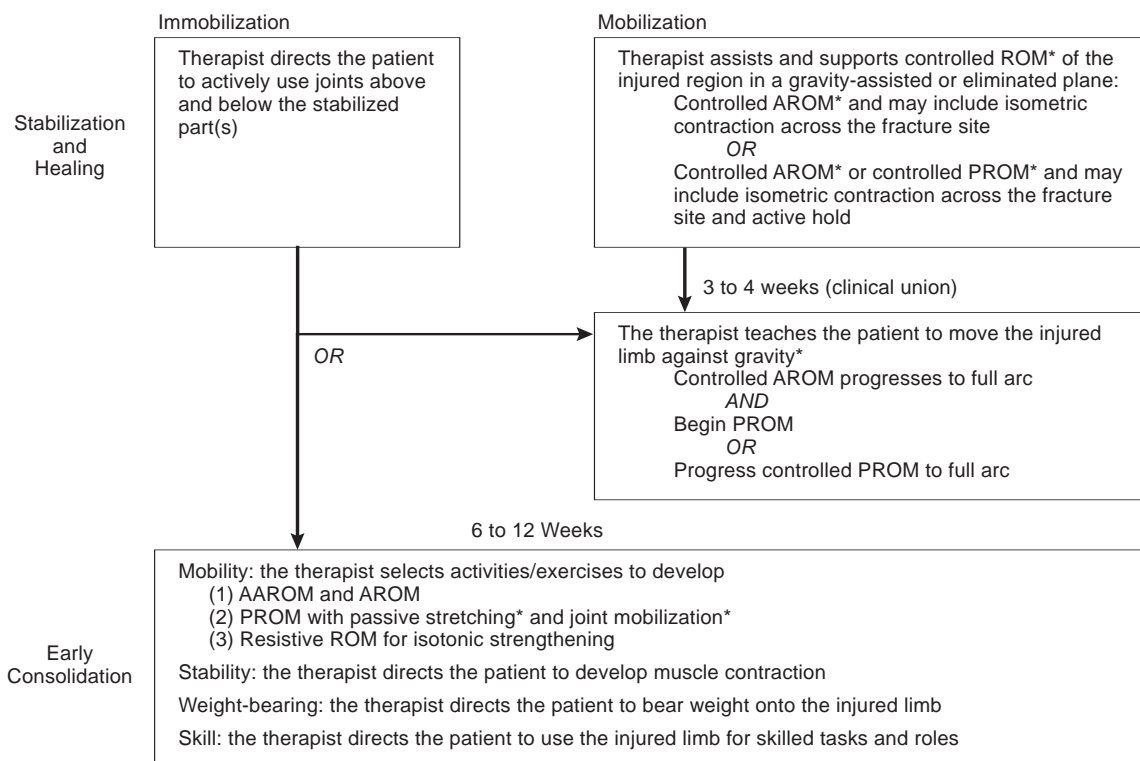 Immobilization
Therapist directs the patient
to actively use joints above
and below the stabilized
part(s)
Mobilization
Therapist assists and supports controlled ROM* of the
injured region in a gravity-assisted or eliminated plane:
Controlled AROM* and may include isometric
contraction across the fracture site
OR
Controlled AROM* or controlled PROM* and may
include isometric contraction across the fracture
site and active hold
Stabilization
and
Healing
3 to 4 weeks (clinical union)
OR
The therapist teaches the patient to move the injured
limb against gravity*
Controlled AROM progresses to full arc
AND
Begin PROM
OR
Progress controlled PROM to full arc
6 to 12 Weeks
Early
Consolidation
Mobility: the therapist selects activities/exercises to develop
(1) AAROM and AROM
(2) PROM with passive stretching* and joint mobilization*
(3) Resistive ROM for isotonic strengthening
Stability: the therapist directs the patient to develop muscle contraction
Weight-bearing: the therapist directs the patient to bear weight onto the injured limb
Skill: the therapist directs the patient to use the injured limb for skilled tasks and roles